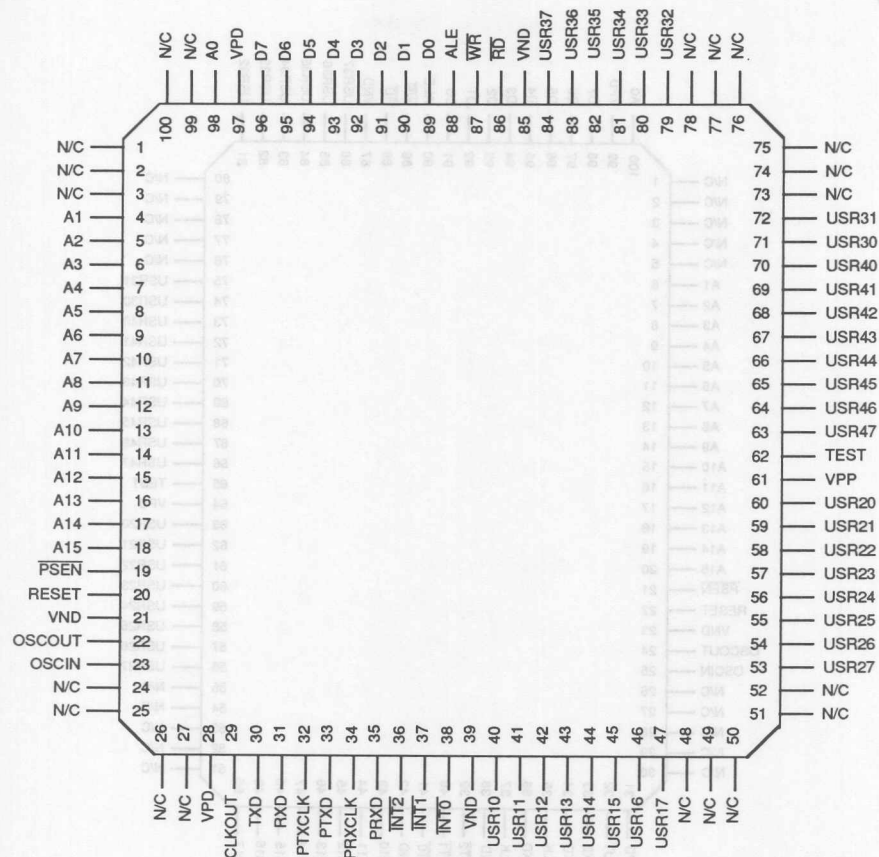 N/C N/C A0 VPD D7 D6 D5 D4 D3 D2 D1 D0 ALE WR RD VND USR37 USR36 USR35 USR34 USR33 USR32 N/C N/C N/C
100 99 98 97 96 95 94 93 92 91 90 89 88 87 86 85 84 83 82 81 80 79 78 77 76
N/C 1 75 N/C
N/C 2 74 N/C
N/C 3 73 N/C
A1 4 72 USR31
A2 5 71 USR30
A3 6 70 USR40
A4 7 69 USR41
A5 8 68 USR42
A6 9 67 USR43
A7 10 66 USR44
A8 11 65 USR45
A9 12 64 USR46
A10 13 63 USR47
A11 14 62 TEST
A12 15 61 VPP
A13 16 60 USR20
A14 17 59 USR21
A15 18 58 USR22
PSEN 19 57 USR23
RESET 20 56 USR24
VND 21 55 USR25
OSCOUT 22 54 USR26
OSCIN 23 53 USR27
N/C 24 52 N/C
N/C 25 51 N/C
26 27 28 29 30 31 32 33 34 35 36 37 38 39 40 41 42 43 44 45 46 47 48 49 50
N/C N/C VPD CLKOUT TXD RXD PTXCLK PTXD PRXCLK PRXD INT2 INT1 INT0 VND USR10 USR11 USR12 USR13 USR14 USR15 USR16 USR17 N/C N/C N/C